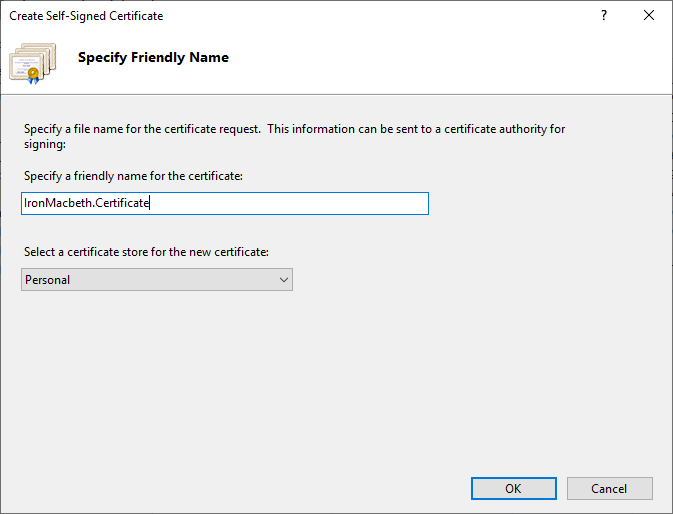 Create Self-Signed Certificate
Specify Friendly Name
Specify a file name for the certificate request.  This information can be sent to a certificate authority for
signing:
Specify a friendly name for the certificate:
IronMacbeth.Certificate
Select a certificate store for the new certificate:
Personal
OK
Cancel